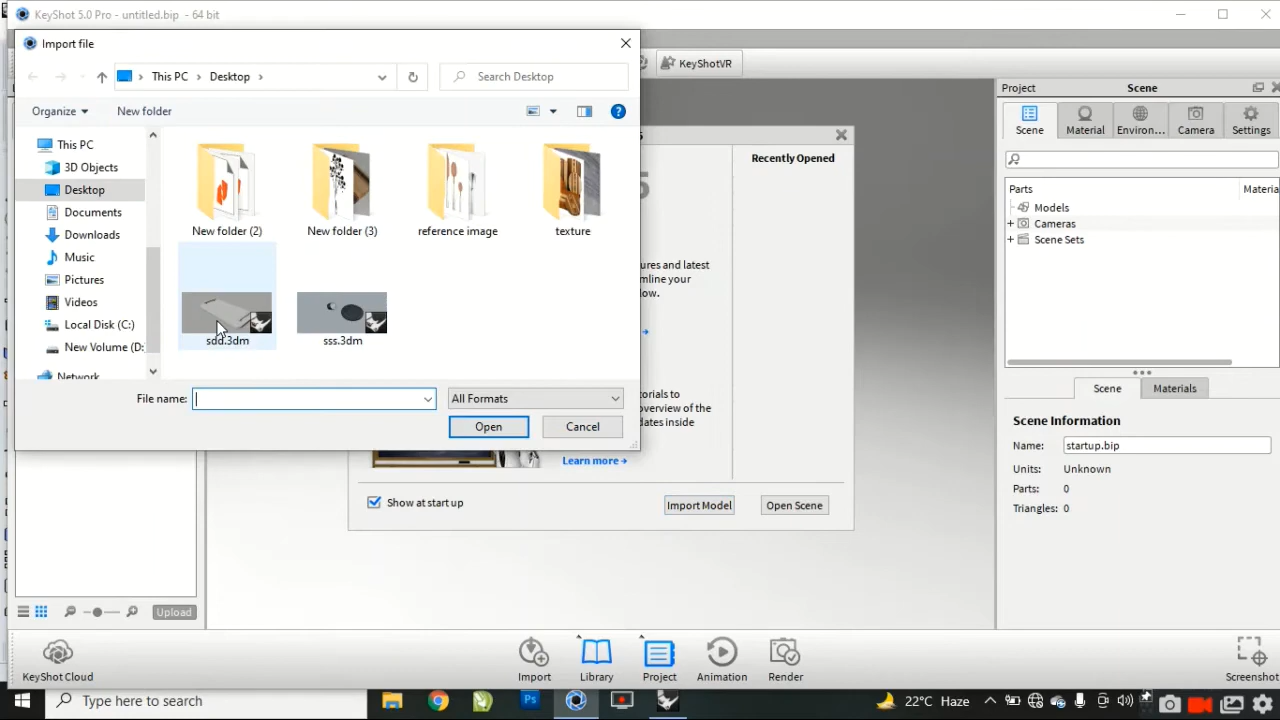 KeyShot 5.0 Pro - untitled.bip - 64 bit
Import file
This PC
Desktop
Search Desktop
KeyShotVR
Organize
New folder
This PC
3D Objects
Desktop
Documents
Downloads
Music
Pictures
Videos
Local Disk (C:)
New Volume (D:
Network
New folder (2)
New folder (3)
reference image
texture
sdd.3dm
sss.3dm
File name:
All Formats
Open
Cancel
5
Recently Opened
ures and latest
mline your
ow.
orials to
overview of the
dates inside
Learn more
Show at start up
Import Model
Open Scene
Project
Scene
Scene
Material
Environ...
Camera
Settings
Parts
Materia
Models
Cameras
Scene Sets
Scene
Materials
Scene Information
Name:
startup.bip
Units:
Unknown
Parts:
0
Triangles:
0
Upload
KeyShot Cloud
Import
Library
Project
Animation
Render
Screenshot
Type here to search
Ps
22°C Haze